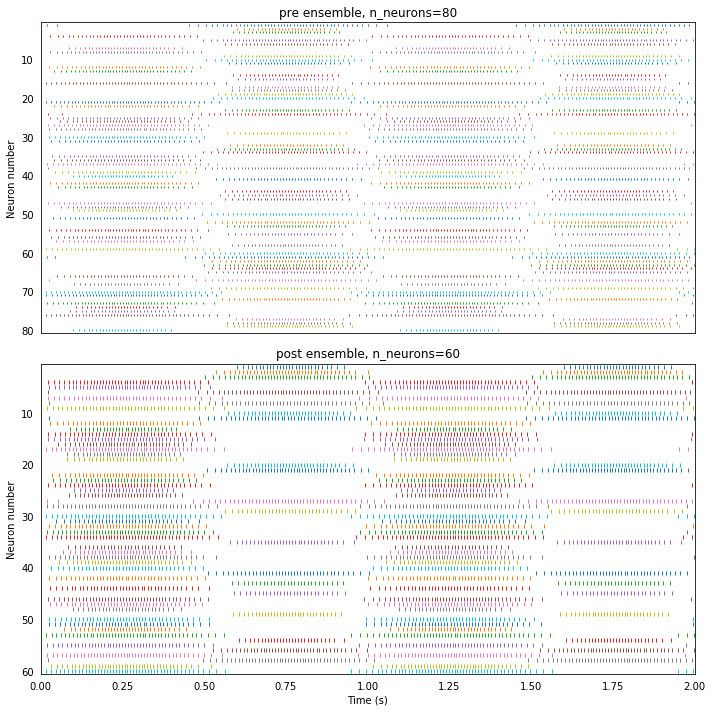 pre ensemble, n_neurons=80
10
20
30
40
50
60
70
80
Neuron number
post ensemble, n_neurons=60
10
20
30
40
50
60
Neuron number
0.00 0.25 0.50 0.75 1.00 1.25 1.50 1.75 2.00
Time (s)